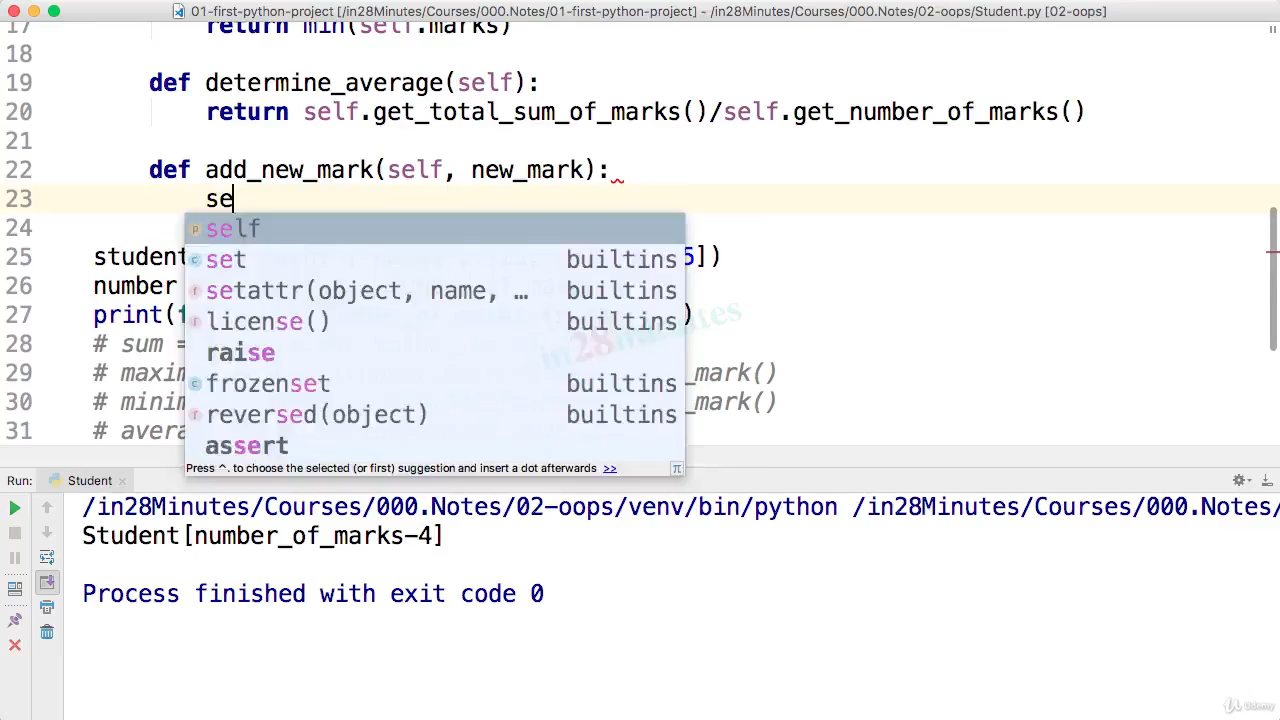 01-first-python-project [/in28Minutes/Courses/000.Notes/01-first-python-project] - /in28Minutes/Courses/000.Notes/02-oops/Student.py [02-oops]
17 return min(self.marks)
18
19 def determine_average(self):
20 return self.get_total_sum_of_marks()/self.get_number_of_marks()
21
22 def add_new_mark(self, new_mark):
23 se
24
self
25 student 5])
set builtins
26 number
setattr(object, name, … builtins
27 print( )
license() builtins
28 # sum =
raise
29 # maxim _mark()
frozenset builtins
30 # minim _mark()
reversed(object) builtins
31 # avera
assert
Press ^. to choose the selected (or first) suggestion and insert a dot afterwards >> π
in28minutes
Run: Student
/in28Minutes/Courses/000.Notes/02-oops/venv/bin/python /in28Minutes/Courses/000.Notes/
Student[number_of_marks-4]
Process finished with exit code 0
Udemy